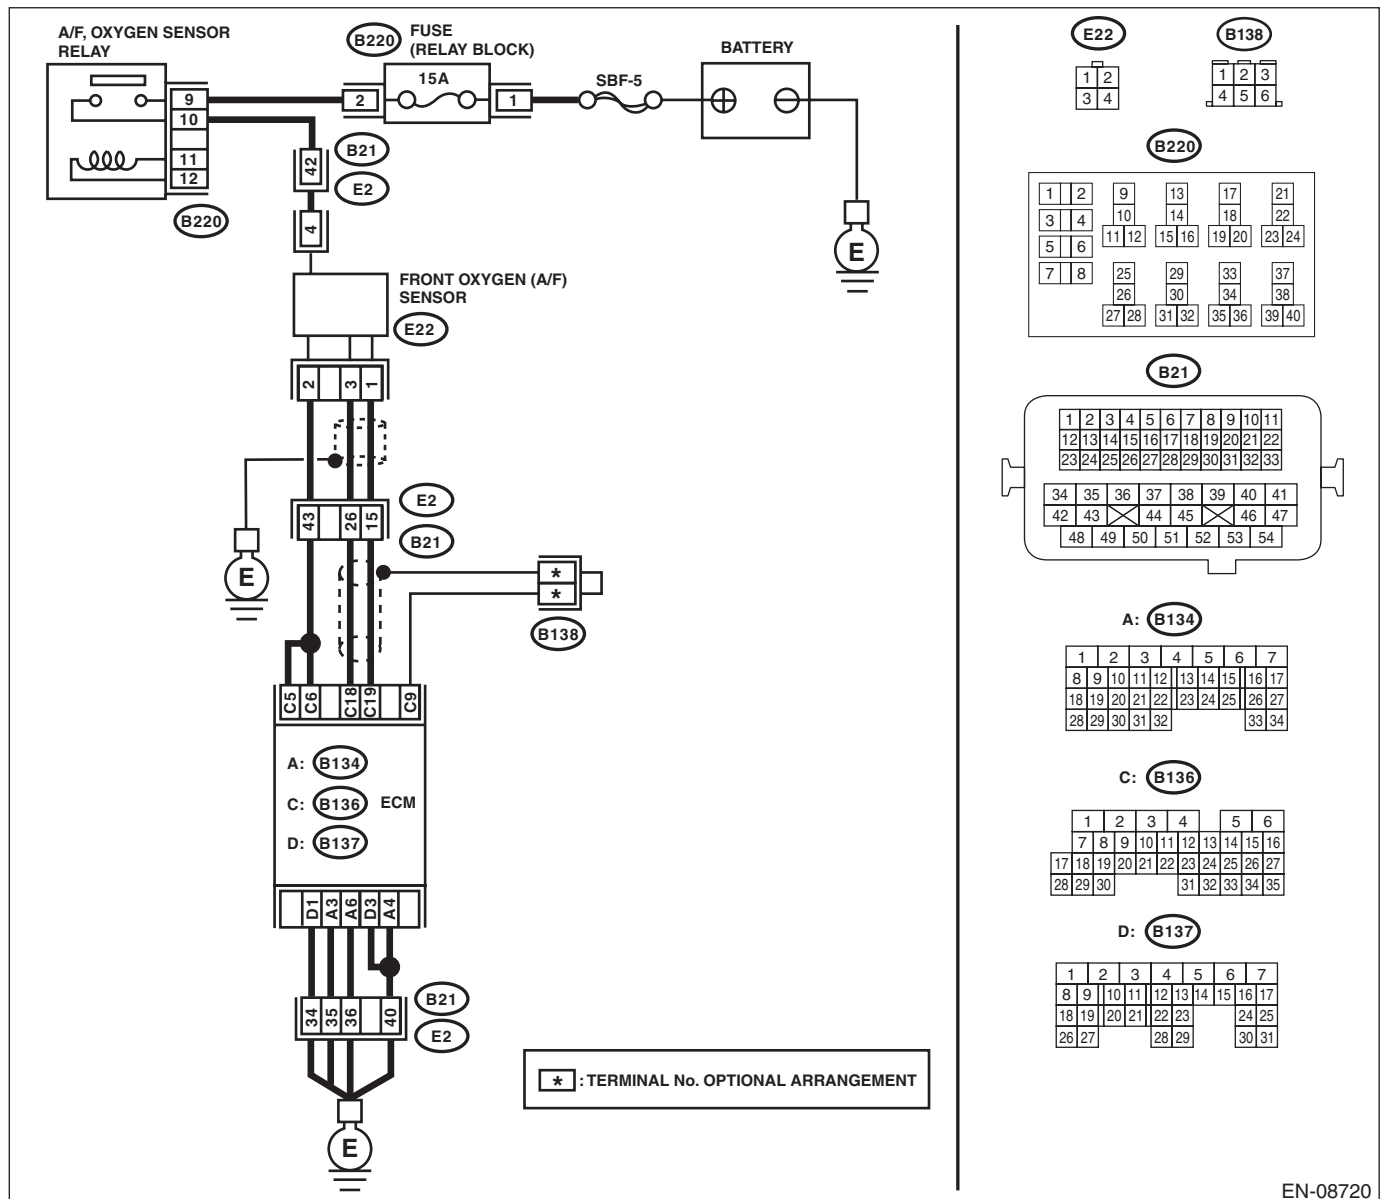 A/F, OXYGEN SENSOR
RELAY
9
10
11
12
B220
B220
FUSE
(RELAY BLOCK)
15A
2
1
SBF-5
BATTERY
E
42
B21
E2
4
FRONT OXYGEN (A/F)
SENSOR
E22
2 3 1
E
E2
43 26 15
B21
*
*
B138
C5 C6 C18 C19 C9
A: B134
C: B136 ECM
D: B137
D1 A3 A6 D3 A4
B21
34 35 36 40
E2
E
* : TERMINAL No. OPTIONAL ARRANGEMENT
E22
1 2
3 4
B138
1 2 3
4 5 6
B220
1 2 9 13 17 21
3 4 10 14 18 22
5 6 11 12 15 16 19 20 23 24
7 8 25 29 33 37
26 30 34 38
27 28 31 32 35 36 39 40
B21
1 2 3 4 5 6 7 8 9 10 11
12 13 14 15 16 17 18 19 20 21 22
23 24 25 26 27 28 29 30 31 32 33
34 35 36 37 38 39 40 41
42 43 44 45 46 47
48 49 50 51 52 53 54
A: B134
1 2 3 4 5 6 7
8 9 10 11 12 13 14 15 16 17
18 19 20 21 22 23 24 25 26 27
28 29 30 31 32 33 34
C: B136
1 2 3 4 5 6
7 8 9 10 11 12 13 14 15 16
17 18 19 20 21 22 23 24 25 26 27
28 29 30 31 32 33 34 35
D: B137
1 2 3 4 5 6 7
8 9 10 11 12 13 14 15 16 17
18 19 20 21 22 23 24 25
26 27 28 29 30 31
EN-08720